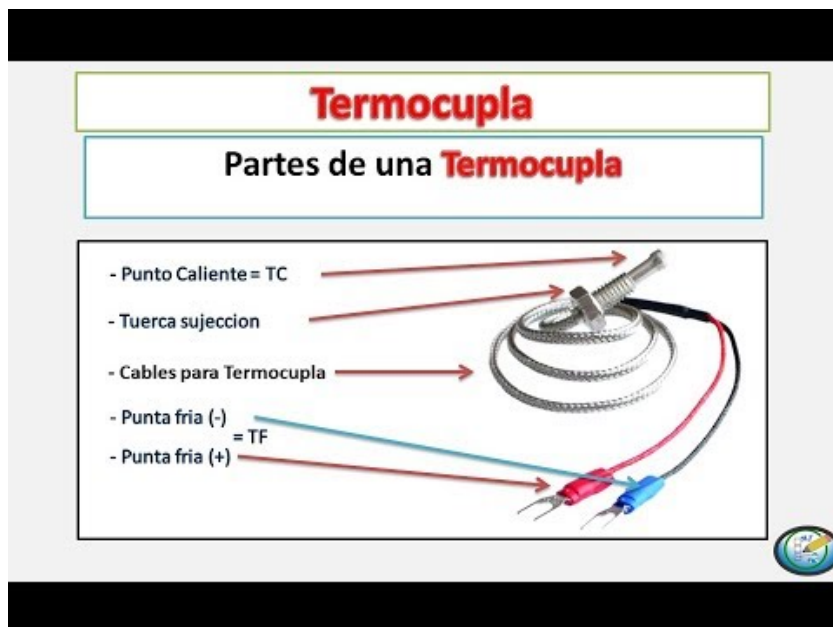 Termocupla
Partes de una Termocupla
- Punto Caliente = TC
- Tuerca sujeccion
- Cables para Termocupla
- Punta fria (-)
= TF
- Punta fria (+)